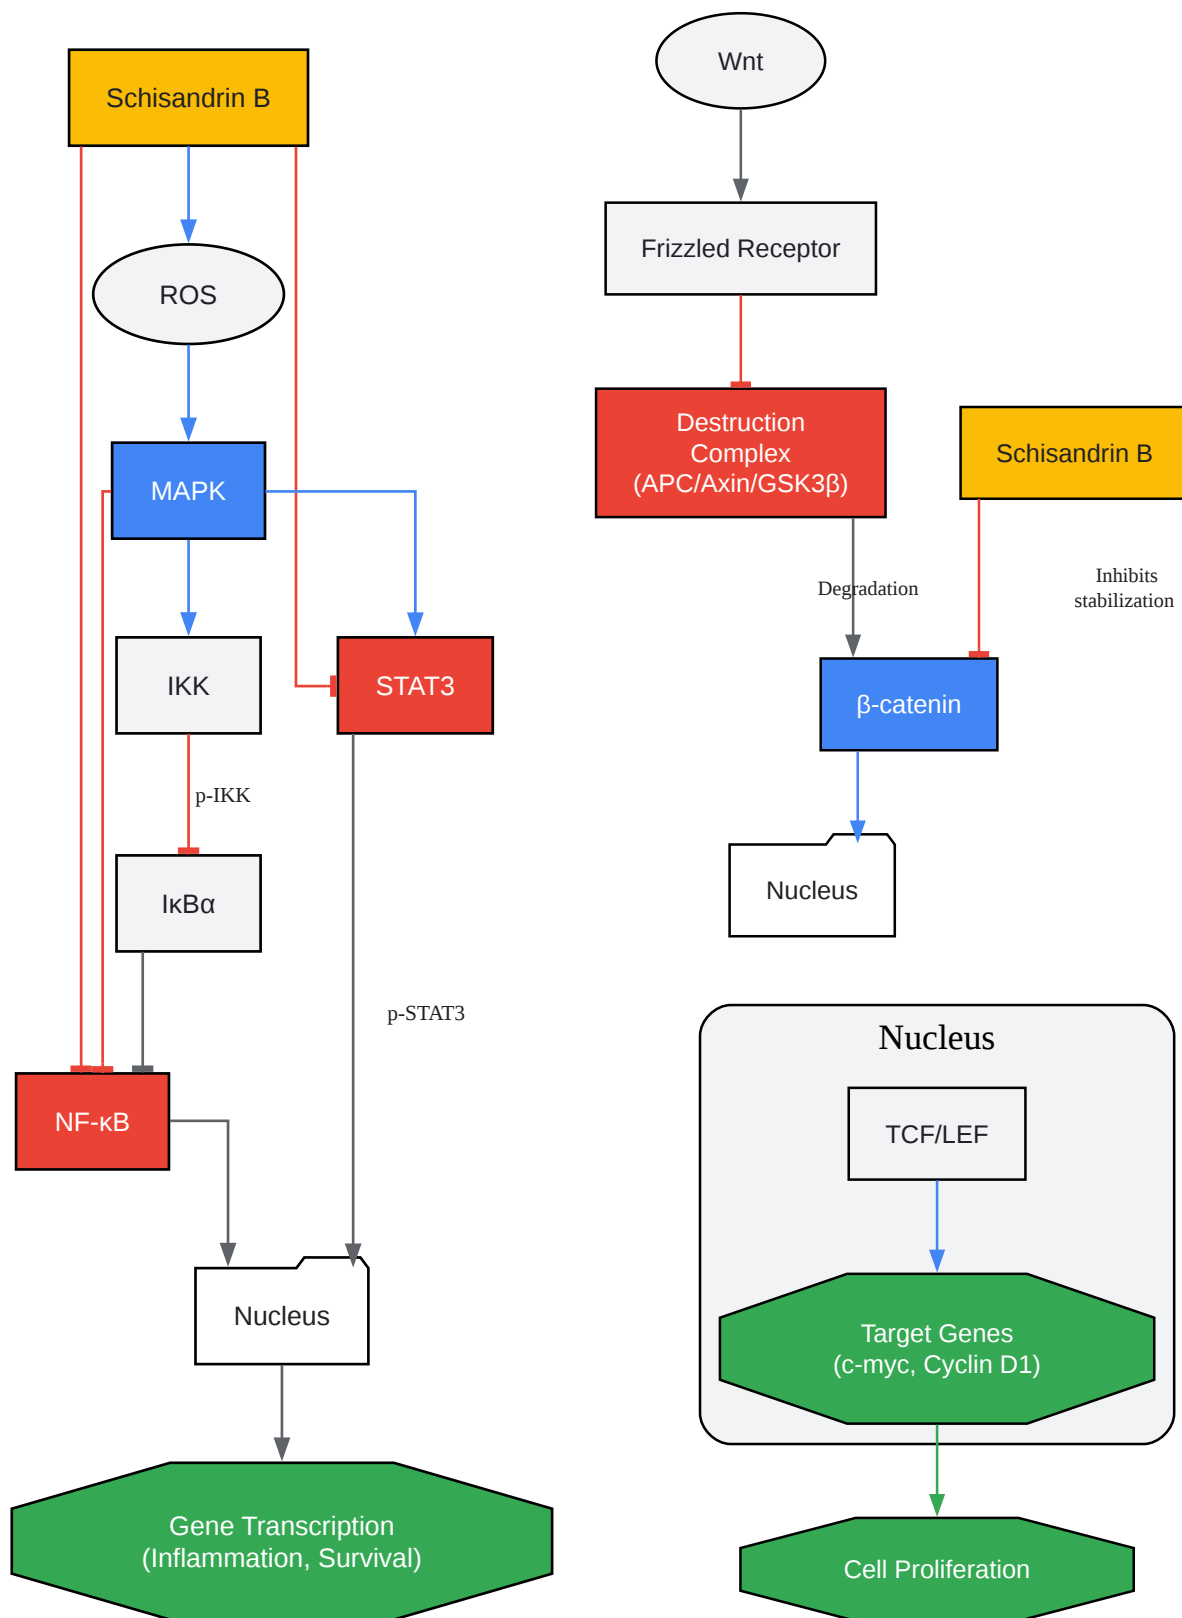 Schisandrin B
ROS
MAPK
IKK
STAT3
p-IKK
IκBα
p-STAT3
NF-κB
Nucleus
Gene Transcription
(Inflammation, Survival)
Wnt
Frizzled Receptor
Destruction
Complex
(APC/Axin/GSK3β)
Schisandrin B
Degradation
Inhibits
stabilization
β-catenin
Nucleus
Nucleus
TCF/LEF
Target Genes
(c-myc, Cyclin D1)
Cell Proliferation